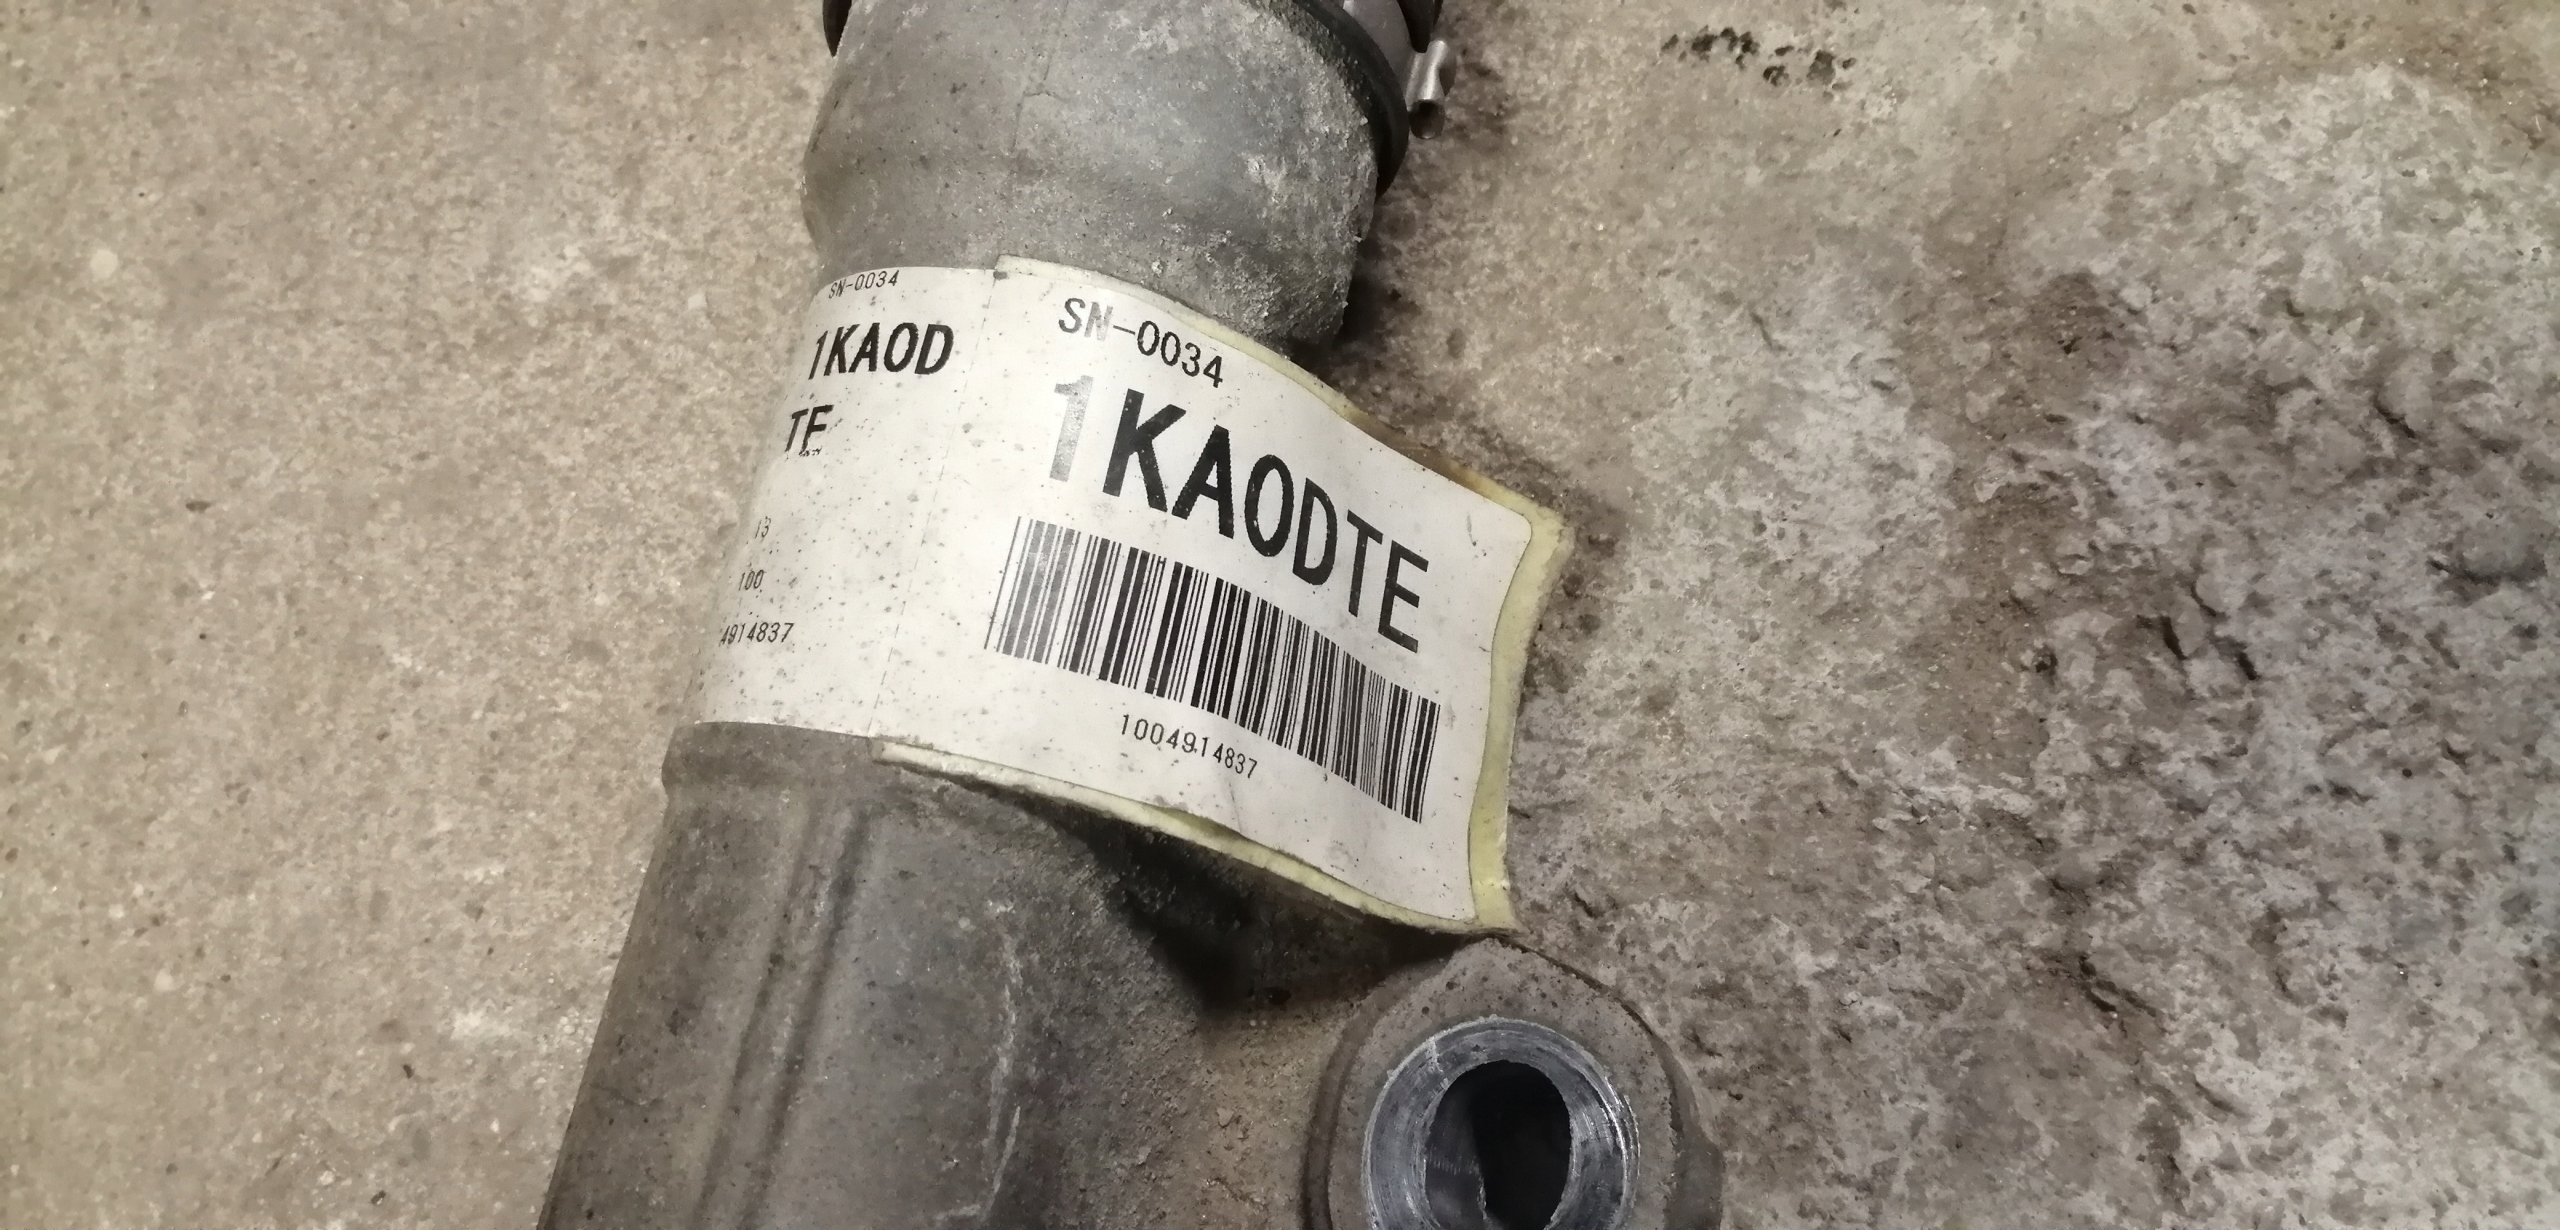 SN-0034
1KAOD
TE
13
100
4914837
SN-0034
1KAODTE
1004914837